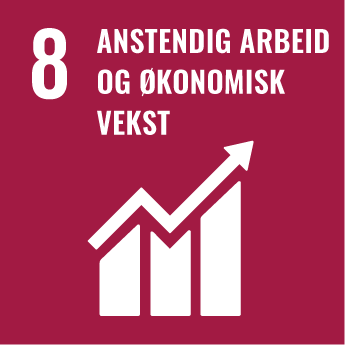 8
ANSTENDIG ARBEID
OG ØKONOMISK
VEKST